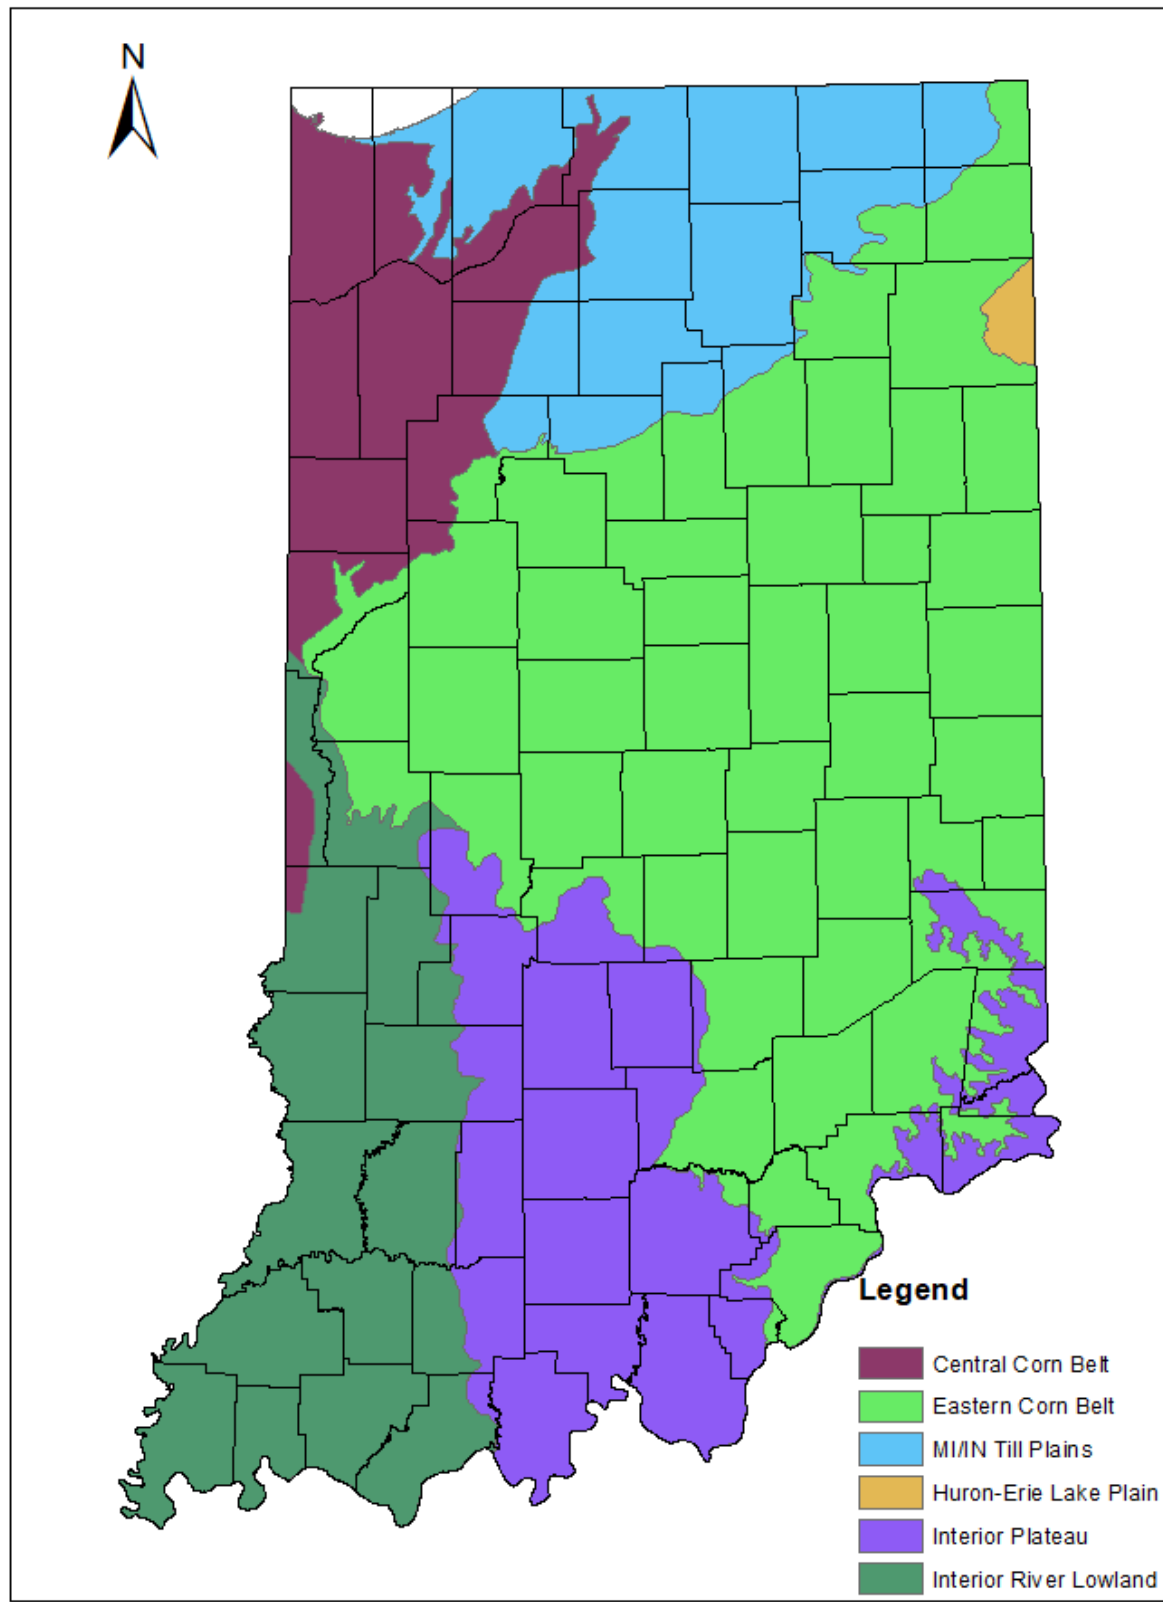 N
Legend
Central Corn Belt
Eastern Corn Belt
MI/IN Till Plains
Huron-Erie Lake Plain
Interior Plateau
Interior River Lowland